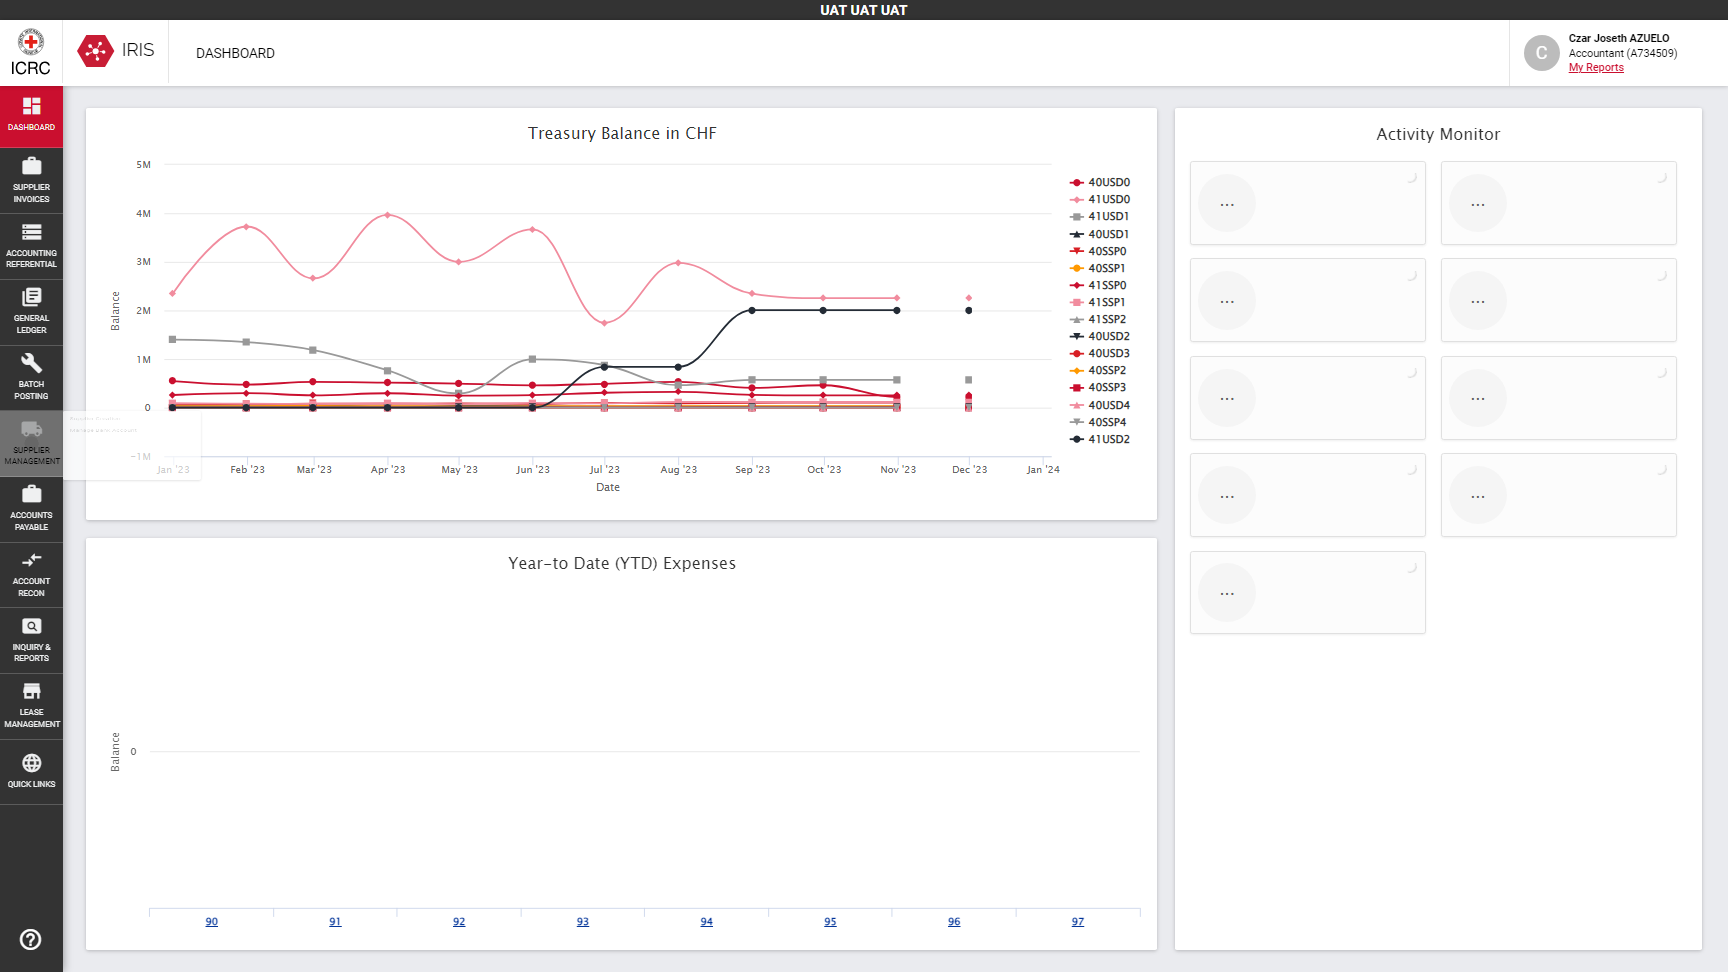 UAT UAT UAT
ICRC
IRIS
DASHBOARD
Czar Joseth AZUELO
Accountant (A734509)
My Reports
C
DASHBOARD
SUPPLIER
INVOICES
ACCOUNTING
REFERENTIAL
GENERAL
LEDGER
BATCH
POSTING
SUPPLIER
MANAGEMENT
ACCOUNTS
PAYABLE
ACCOUNT
RECON
INQUIRY &
REPORTS
LEASE
MANAGEMENT
QUICK LINKS
Treasury Balance in CHF
5M
4M
3M
2M
1M
0
-1M
Balance
Jan '23
Feb '23
Mar '23
Apr '23
May '23
Jun '23
Jul '23
Aug '23
Sep '23
Oct '23
Nov '23
Dec '23
Jan '24
Date
40USD0
41USD0
41USD1
40USD1
40SSP0
40SSP1
41SSP0
41SSP1
41SSP2
40USD2
40USD3
40SSP2
40SSP3
40USD4
40SSP4
41USD2
Year-to Date (YTD) Expenses
Balance
0
90
91
92
93
94
95
96
97
Activity Monitor
...
...
...
...
...
...
...
...
...